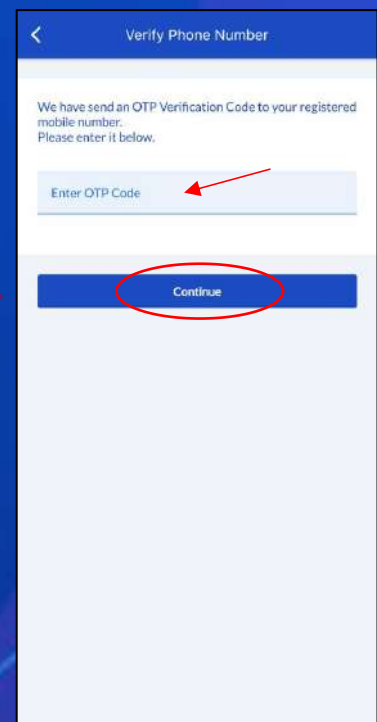 Verify Phone Number
We have send an OTP Verification Code to your registered
mobile number.
Please enter it below.
Enter OTP Code
Continue